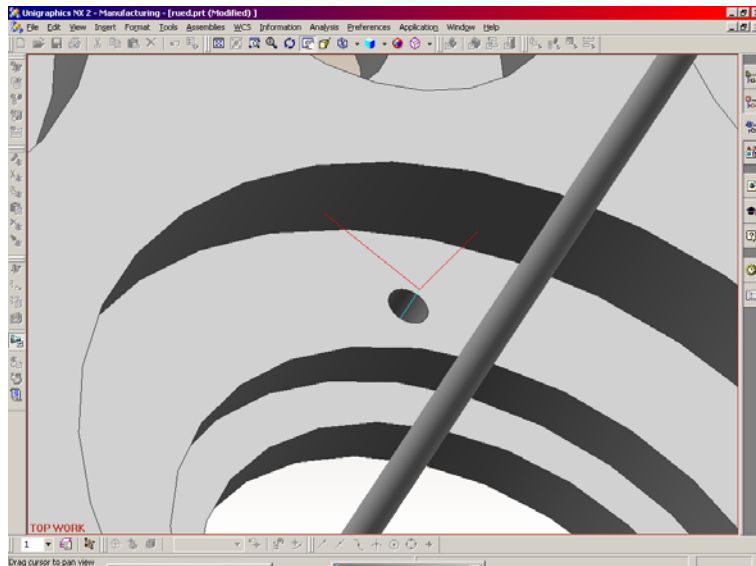 Unigraphics NX 2 - Manufacturing - [rued.prt (Modified) ]
File Edit View Insert Format Tools Assemblies WCS Information Analysis Preferences Application Window Help
TOP WORK
1
Drag cursor to pan view